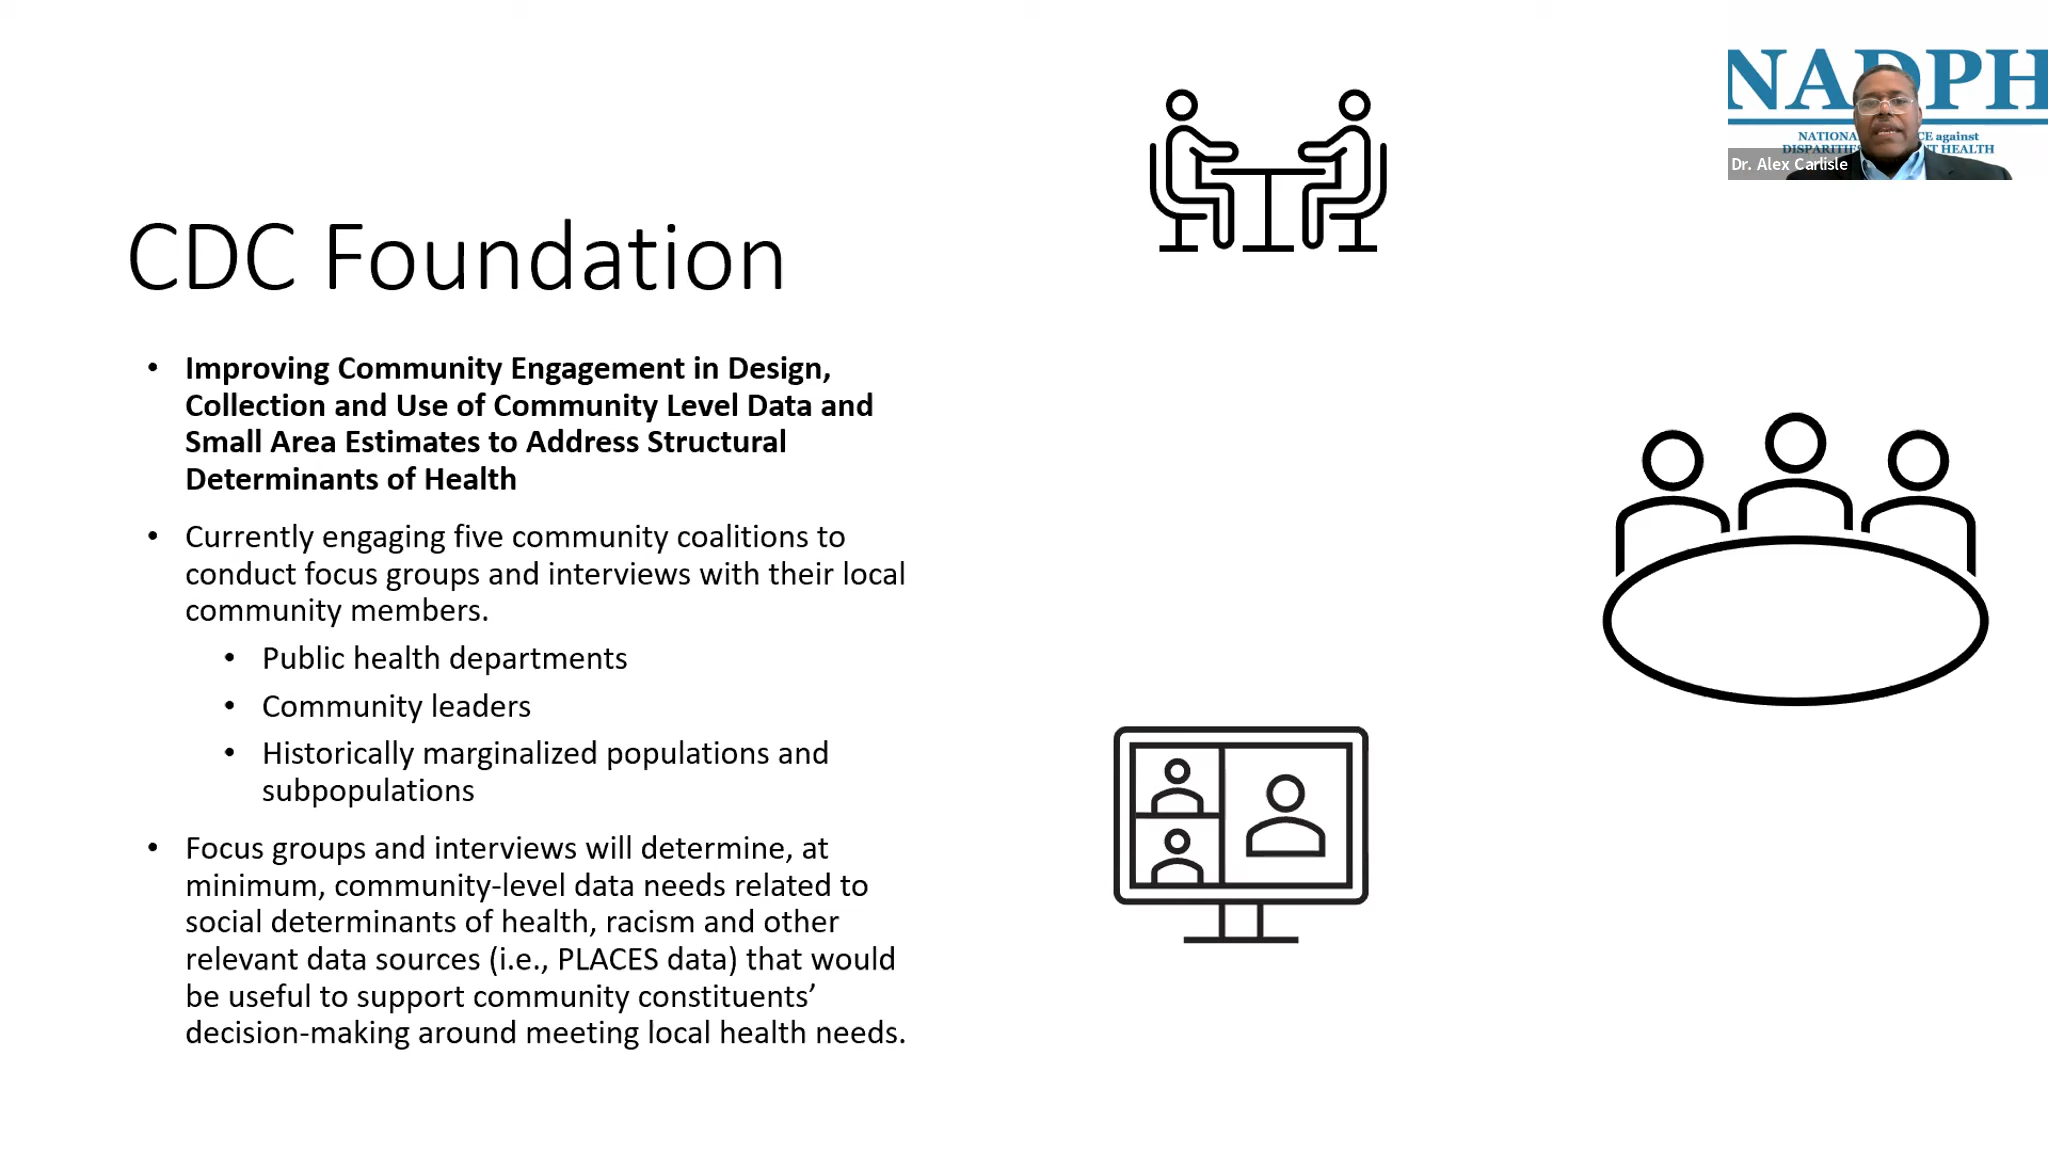 NADPH
NATIONA CE against
DISPARITIES T HEALTH
Dr. Alex Carlisle
CDC Foundation
• Improving Community Engagement in Design,
Collection and Use of Community Level Data and
Small Area Estimates to Address Structural
Determinants of Health
• Currently engaging five community coalitions to
conduct focus groups and interviews with their local
community members.
• Public health departments
• Community leaders
• Historically marginalized populations and
subpopulations
• Focus groups and interviews will determine, at
minimum, community-level data needs related to
social determinants of health, racism and other
relevant data sources (i.e., PLACES data) that would
be useful to support community constituents’
decision-making around meeting local health needs.